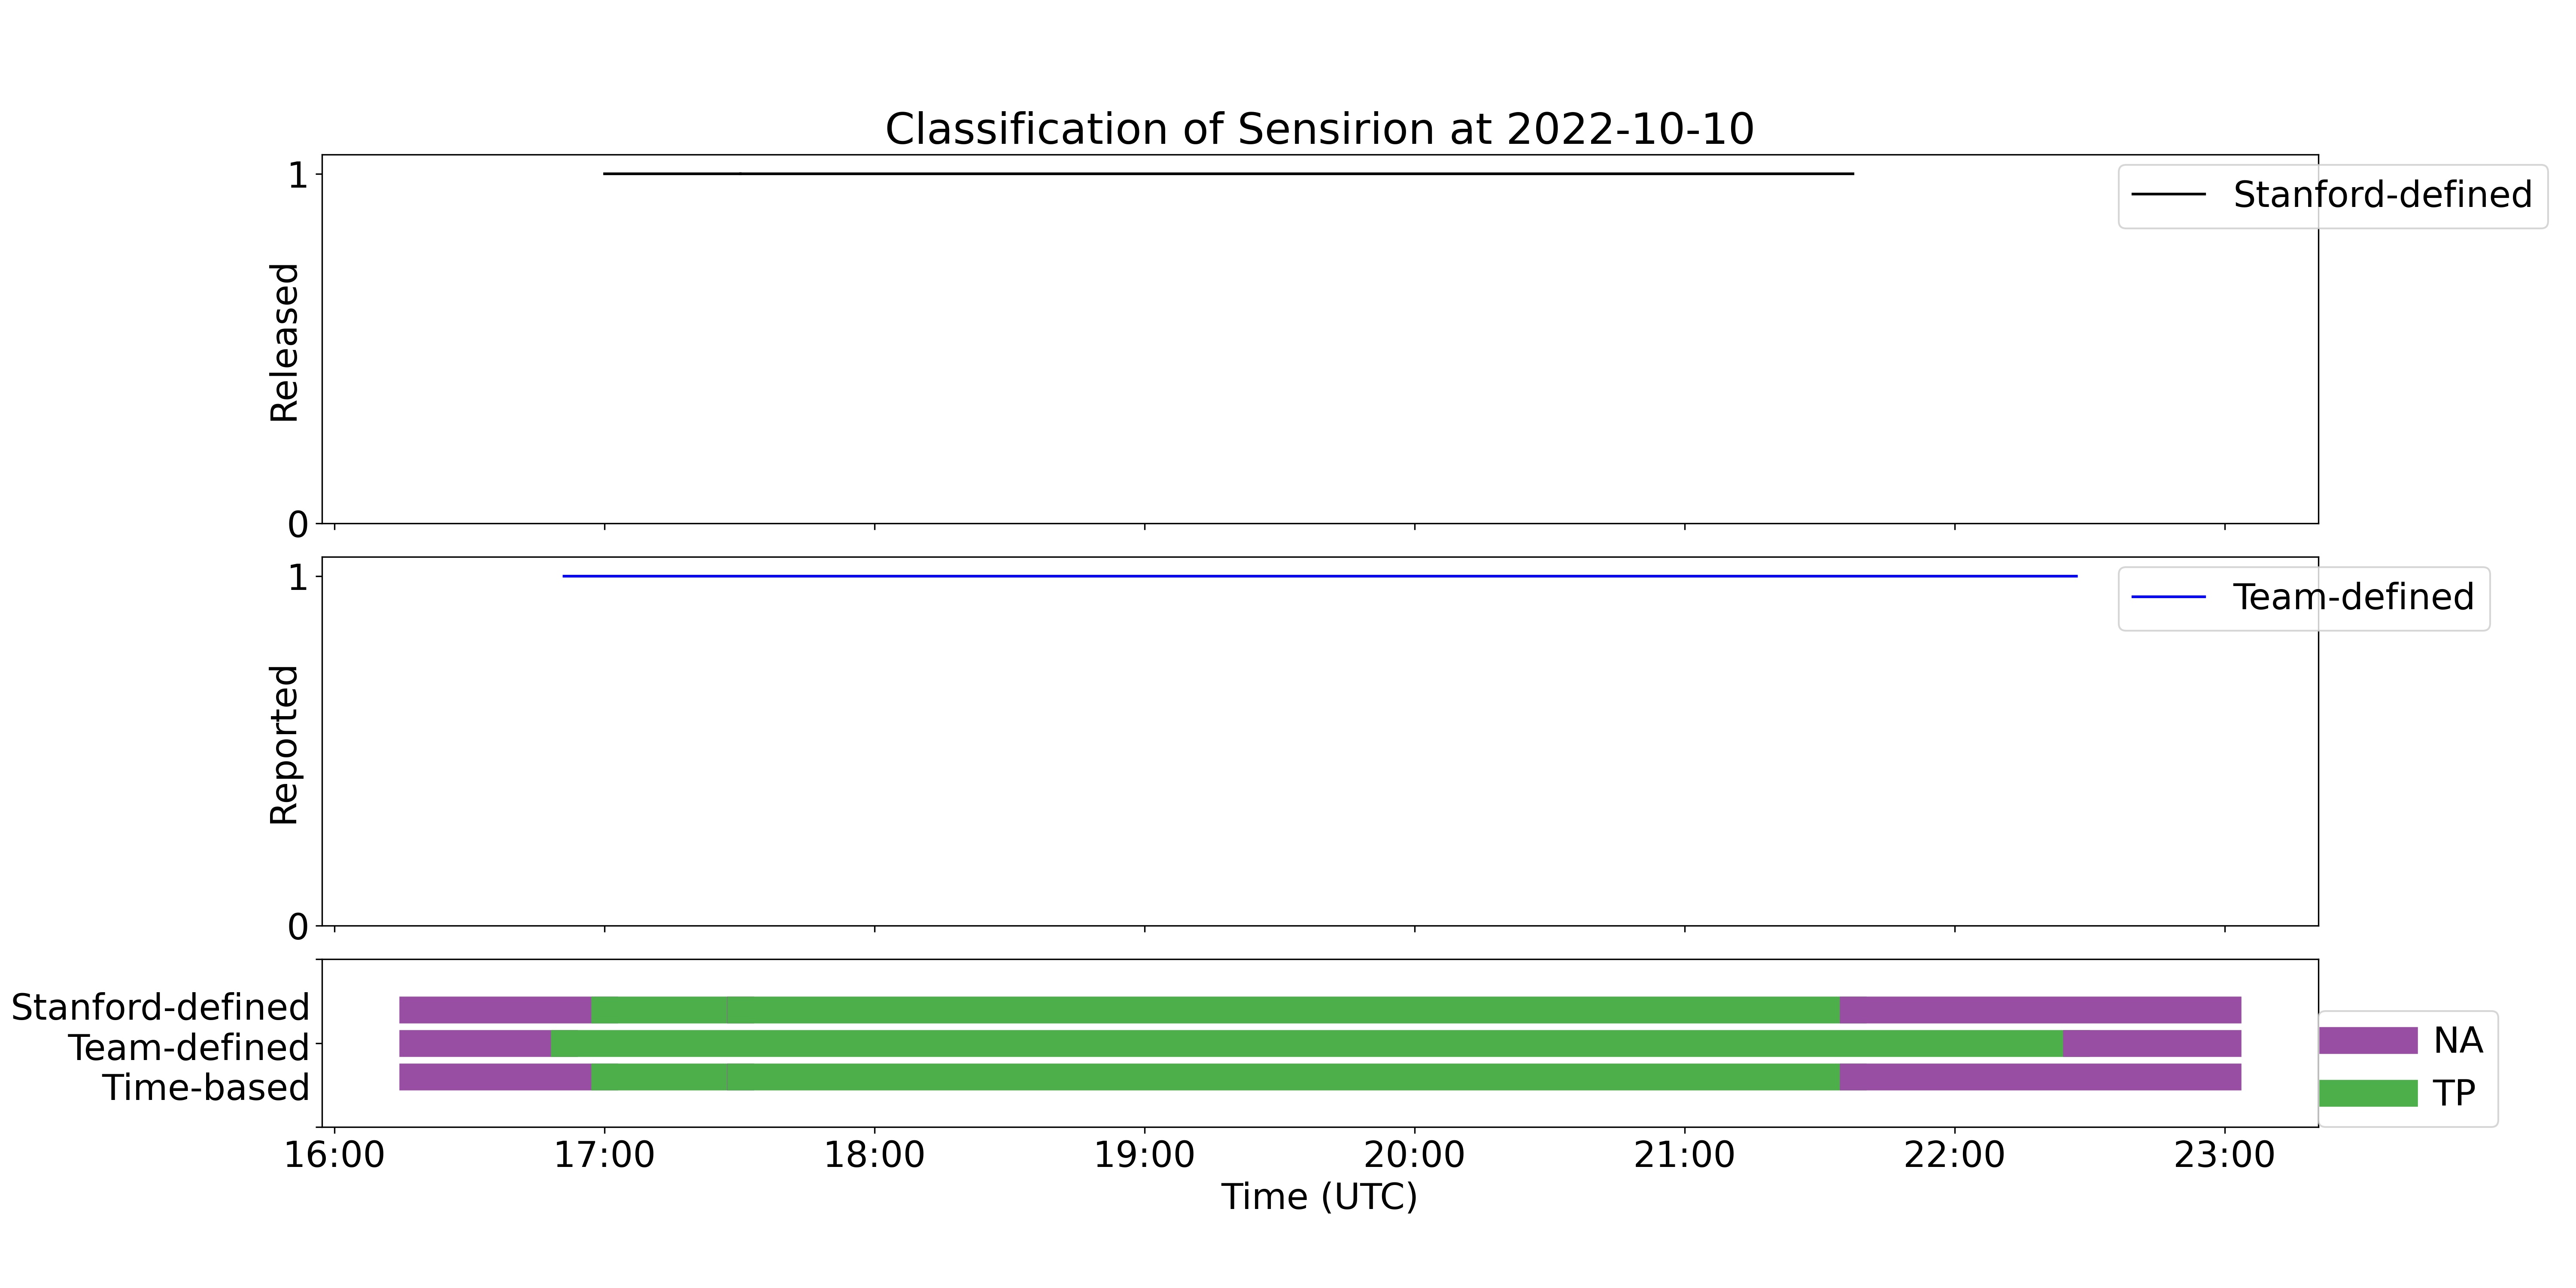 Classification of Sensirion at 2022-10-10
1
Stanford-defined
Released
0
1
Team-defined
Reported
0
Stanford-defined
Team-defined
Time-based
NA
TP
16:00 17:00 18:00 19:00 20:00 21:00 22:00 23:00
Time (UTC)